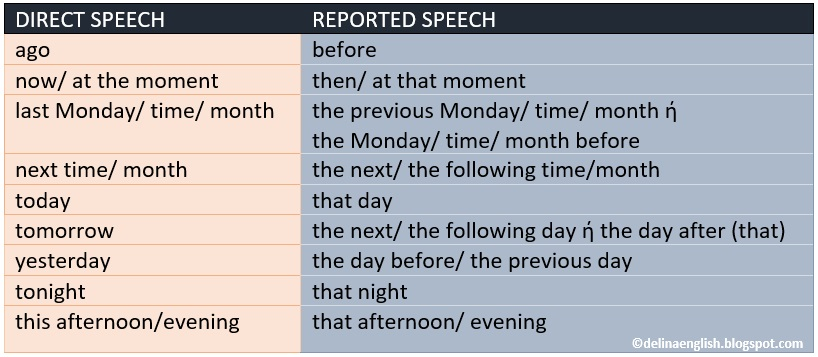 DIRECT SPEECH REPORTED SPEECH
ago before
now/ at the moment then/ at that moment
last Monday/ time/ month the previous Monday/ time/ month ή
the Monday/ time/ month before
next time/ month the next/ the following time/month
today that day
tomorrow the next/ the following day ή the day after (that)
yesterday the day before/ the previous day
tonight that night
this afternoon/evening that afternoon/ evening
©delinaenglish.blogspot.com